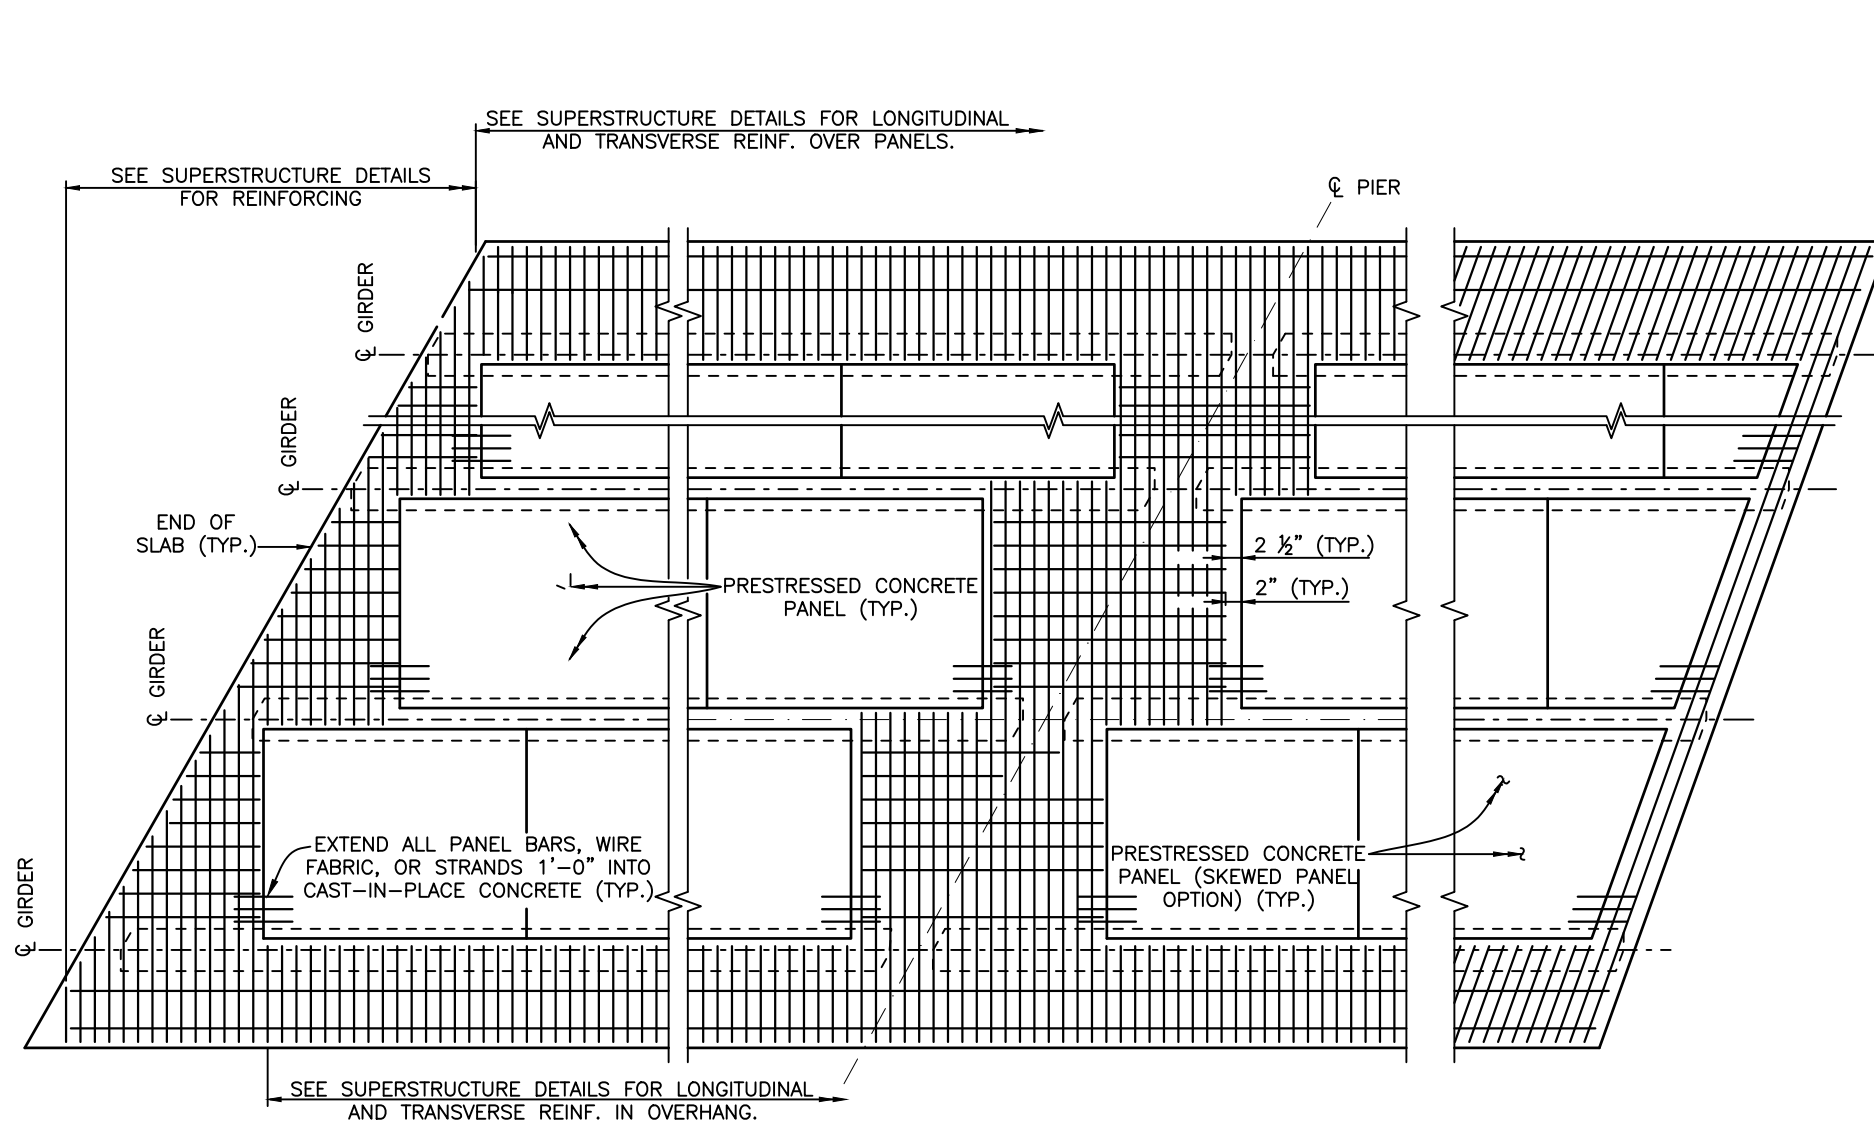 SEE SUPERSTRUCTURE DETAILS FOR LONGITUDINAL
AND TRANSVERSE REINF. OVER PANELS.
SEE SUPERSTRUCTURE DETAILS
FOR REINFORCING
℄ PIER
℄ GIRDER
℄ GIRDER
END OF
SLAB (TYP.)
2 ½" (TYP.)
2" (TYP.)
PRESTRESSED CONCRETE
PANEL (TYP.)
℄ GIRDER
EXTEND ALL PANEL BARS, WIRE
FABRIC, OR STRANDS 1'-0" INTO
CAST-IN-PLACE CONCRETE (TYP.)
PRESTRESSED CONCRETE
PANEL (SKEWED PANEL
OPTION) (TYP.)
℄ GIRDER
SEE SUPERSTRUCTURE DETAILS FOR LONGITUDINAL
AND TRANSVERSE REINF. IN OVERHANG.